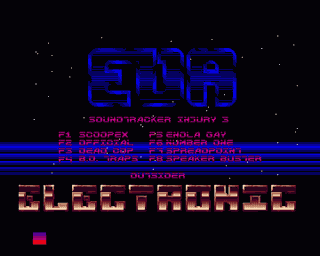 SOUNDTRACKER INJURY 3
F1 SCOOPEX F5 ENOLA GAY
F2 OFFICIAL F6 NUMBER ONE
F3 DEAD COP F7 SPREADPOINT
F4 B.O. TRAPS F8 SPEAKER BUSTER
OUTSIDER
ELECTRONIC